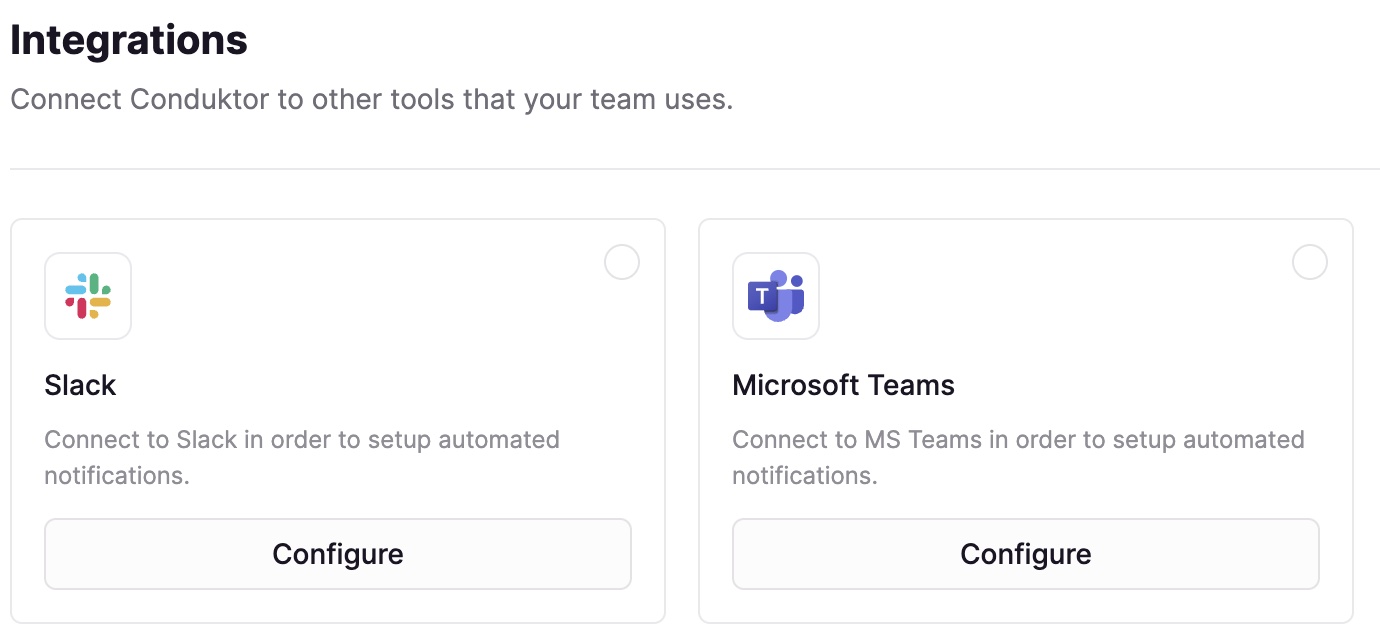 Integrations
Connect Conduktor to other tools that your team uses.
Slack
Connect to Slack in order to setup automated
notifications.
Configure
T
Microsoft Teams
Connect to MS Teams in order to setup automated
notifications.
Configure